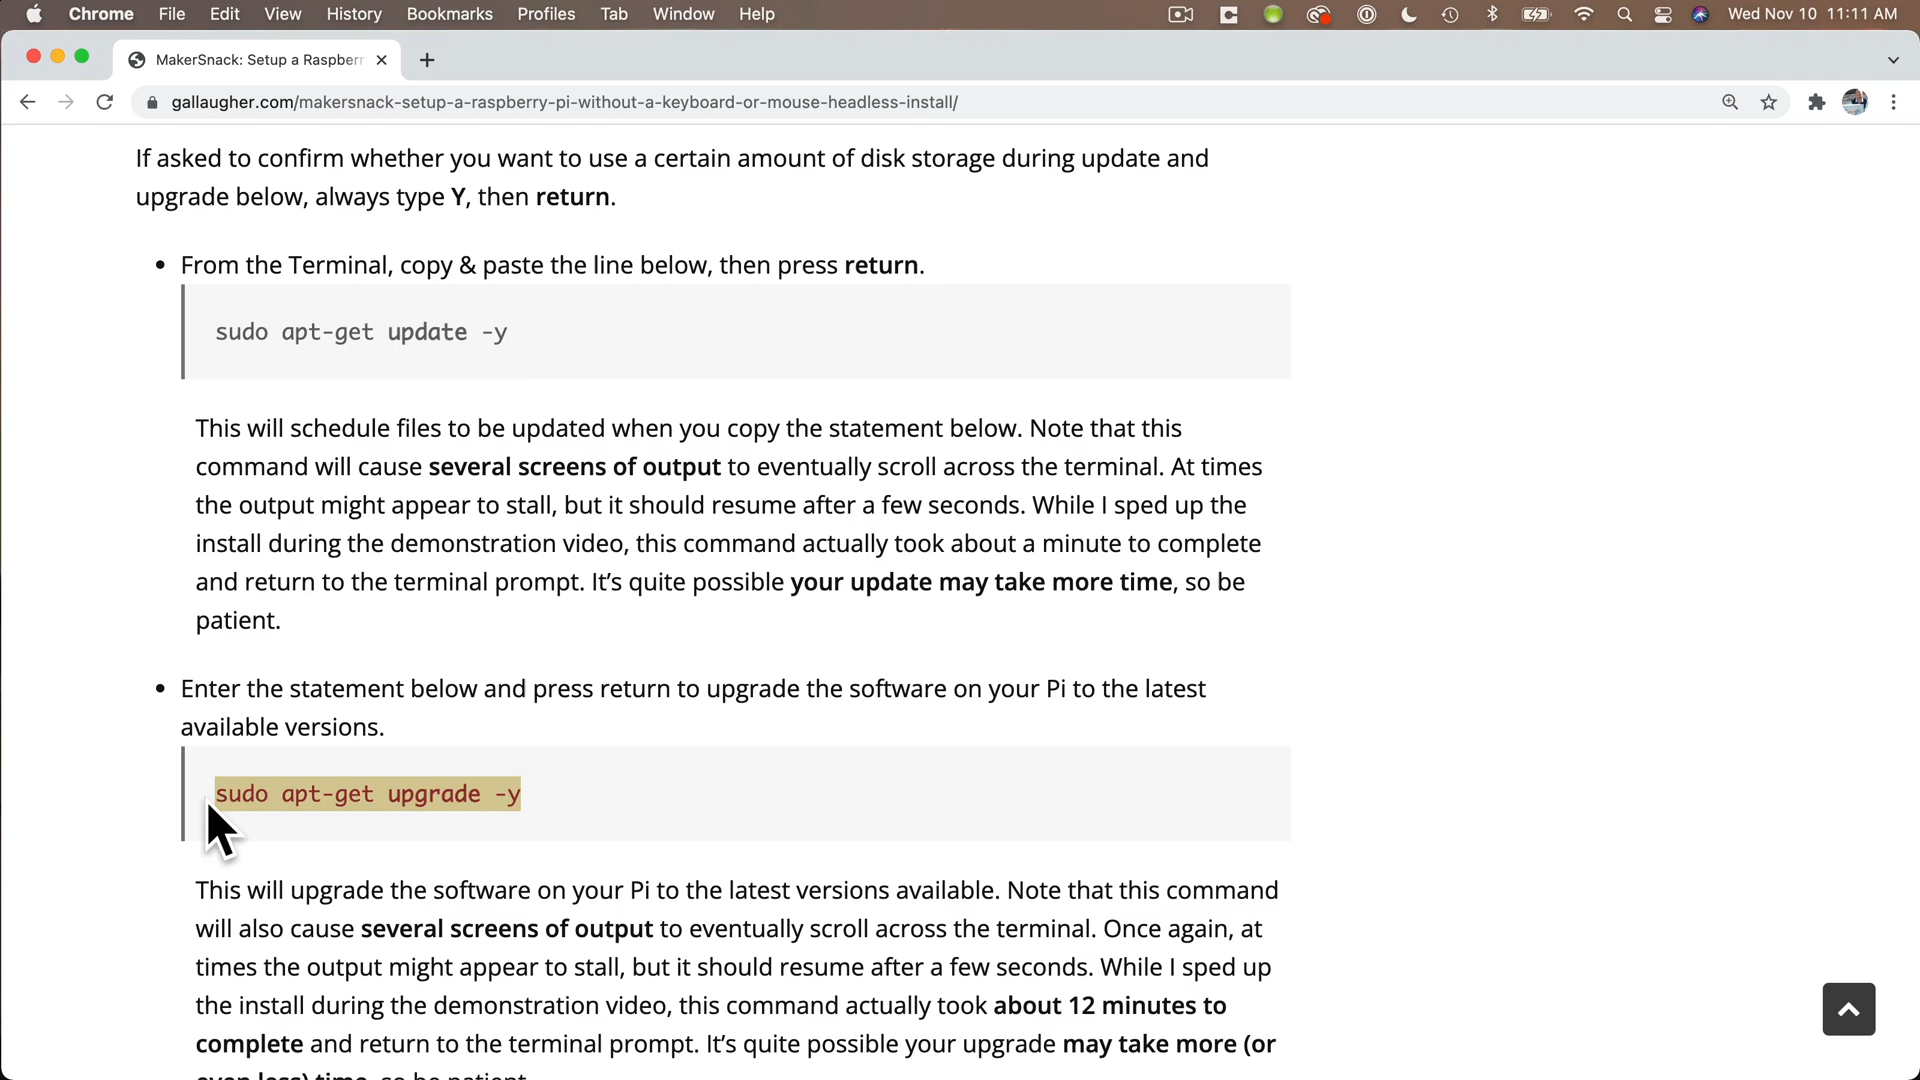 Chrome File Edit View History Bookmarks Profiles Tab Window Help Wed Nov 10 11:11 AM
MakerSnack: Setup a Raspberr
gallaugher.com/makersnack-setup-a-raspberry-pi-without-a-keyboard-or-mouse-headless-install/
If asked to confirm whether you want to use a certain amount of disk storage during update and
upgrade below, always type Y, then return.
• From the Terminal, copy & paste the line below, then press return.
sudo apt-get update -y
This will schedule files to be updated when you copy the statement below. Note that this
command will cause several screens of output to eventually scroll across the terminal. At times
the output might appear to stall, but it should resume after a few seconds. While I sped up the
install during the demonstration video, this command actually took about a minute to complete
and return to the terminal prompt. It’s quite possible your update may take more time, so be
patient.
• Enter the statement below and press return to upgrade the software on your Pi to the latest
available versions.
sudo apt-get upgrade -y
This will upgrade the software on your Pi to the latest versions available. Note that this command
will also cause several screens of output to eventually scroll across the terminal. Once again, at
times the output might appear to stall, but it should resume after a few seconds. While I sped up
the install during the demonstration video, this command actually took about 12 minutes to
complete and return to the terminal prompt. It’s quite possible your upgrade may take more (or
even less) time, so be patient.